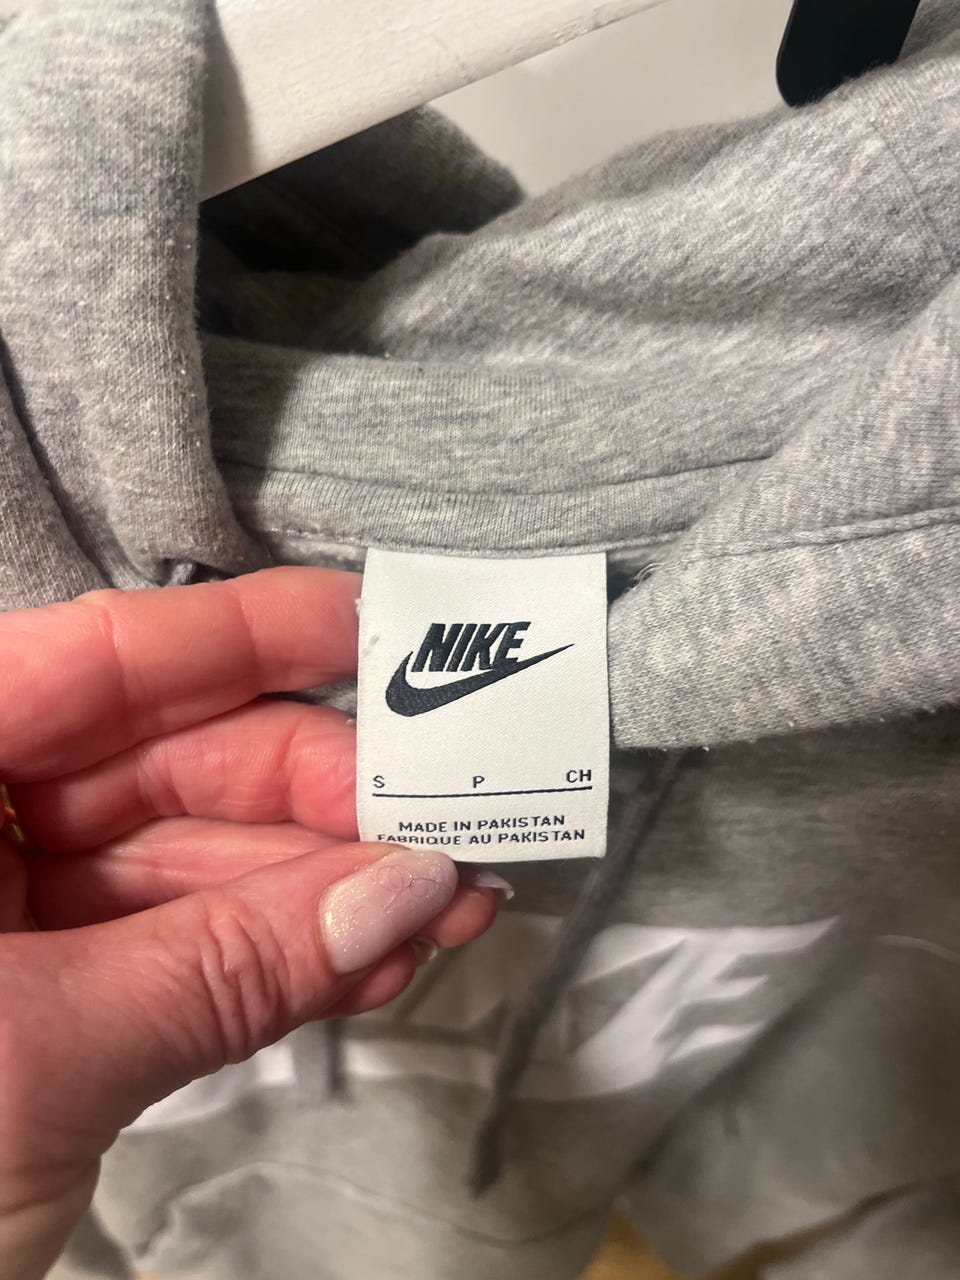 NIKE
S P CH
MADE IN PAKISTAN
FABRIQUE AU PAKISTAN